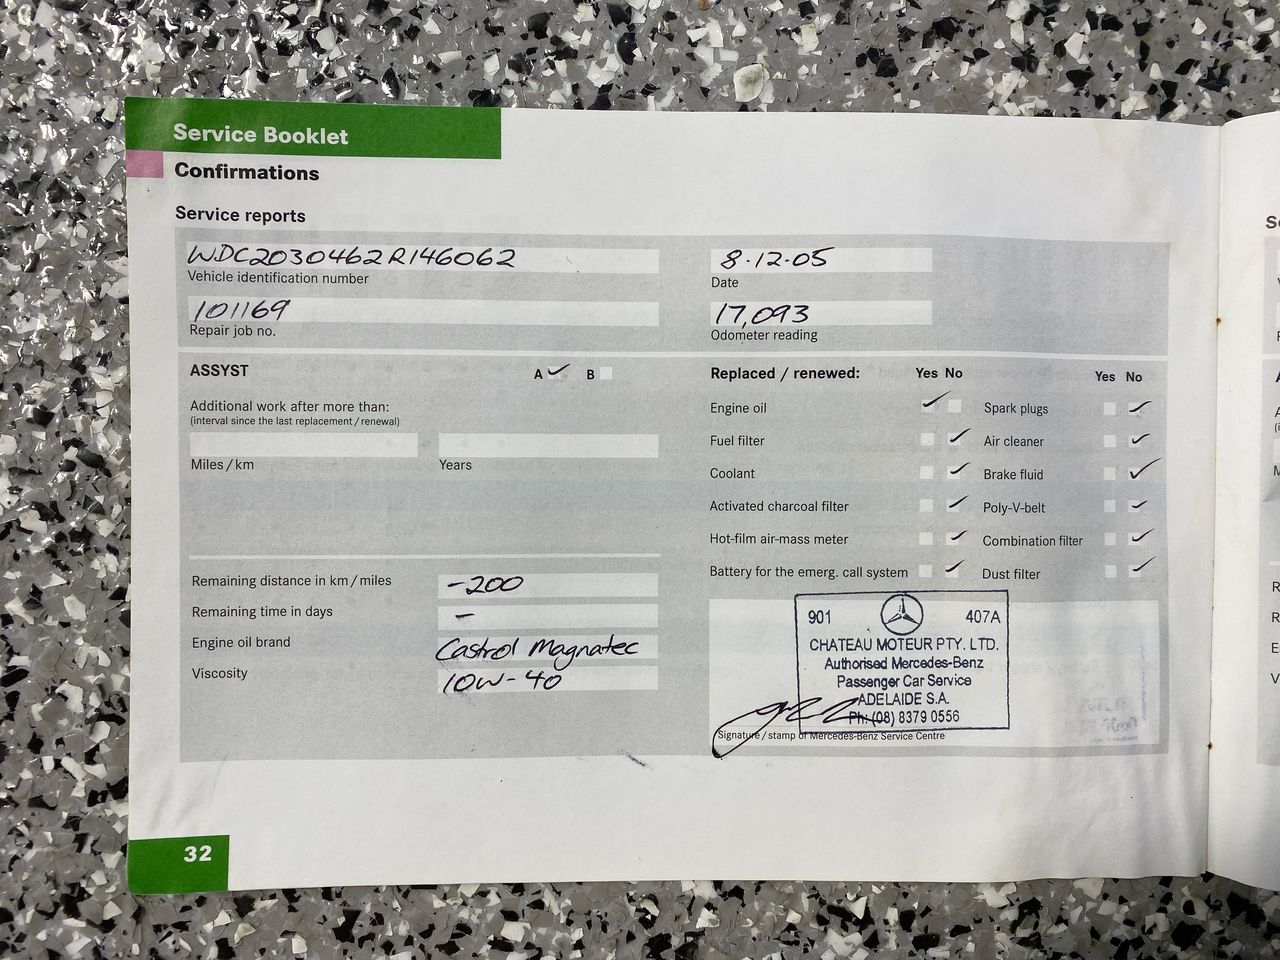 Service Booklet
Confirmations
Service reports
WDC2030462R146062
Vehicle identification number
8-12-05
Date
101169
Repair job no.
17,093
Odometer reading
ASSYST
A ✓ B
Additional work after more than:
(interval since the last replacement / renewal)
Miles / km
Years
Remaining distance in km / miles -200
Remaining time in days -
Engine oil brand Castrol Magnatec
Viscosity 10W-40
Replaced / renewed: Yes No
Yes No
Engine oil
Spark plugs
Fuel filter
Air cleaner
Coolant
Brake fluid
Activated charcoal filter
Poly-V-belt
Hot-film air-mass meter
Combination filter
Battery for the emerg. call system
Dust filter
901 407A
CHATEAU MOTEUR PTY. LTD.
Authorised Mercedes-Benz
Passenger Car Service
ADELAIDE S.A.
Ph: (08) 8379 0556
Signature / stamp of Mercedes-Benz Service Centre
32